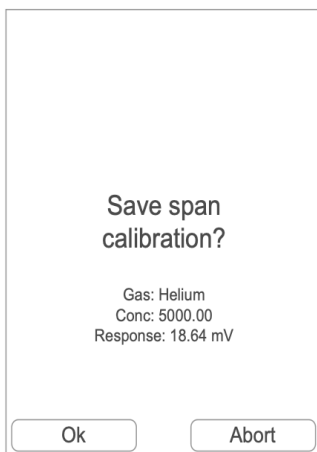 Save span
calibration?
Gas: Helium
Conc: 5000.00
Response: 18.64 mV
Ok
Abort